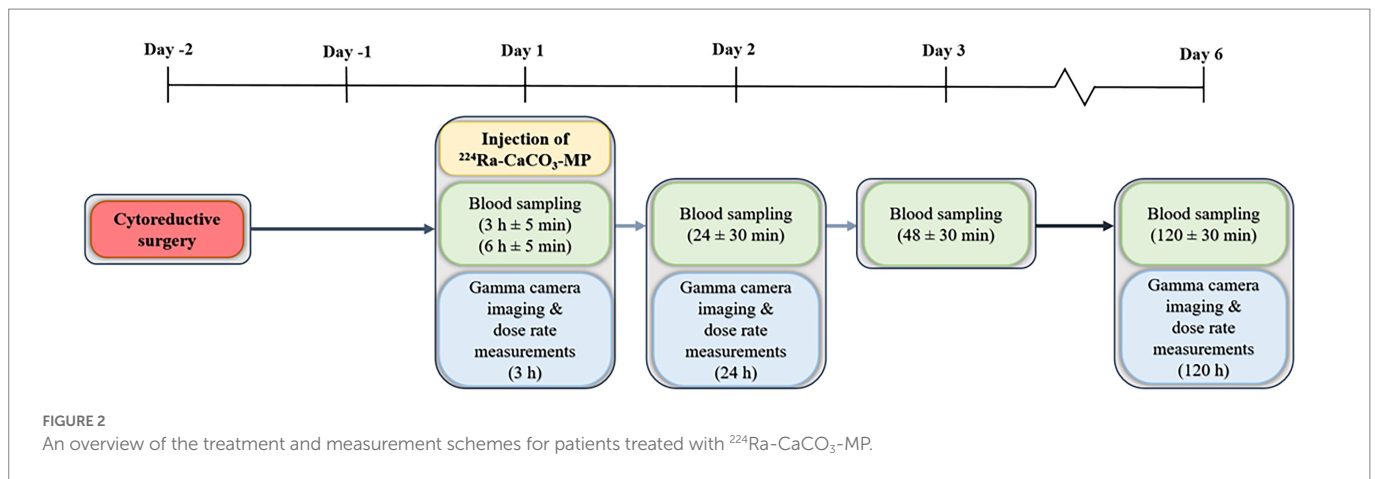 Day -2
Day -1
Day 1
Day 2
Day 3
Day 6
Cytoreductive
surgery
Injection of
²²⁴Ra-CaCO₃-MP
Blood sampling
(3 h ± 5 min)
(6 h ± 5 min)
Gamma camera
imaging &
dose rate
measurements
(3 h)
Blood sampling
(24 ± 30 min)
Gamma camera
imaging &
dose rate
measurements
(24 h)
Blood sampling
(48 ± 30 min)
Blood sampling
(120 ± 30 min)
Gamma camera
imaging &
dose rate
measurements
(120 h)
FIGURE 2
An overview of the treatment and measurement schemes for patients treated with ²²⁴Ra-CaCO₃-MP.